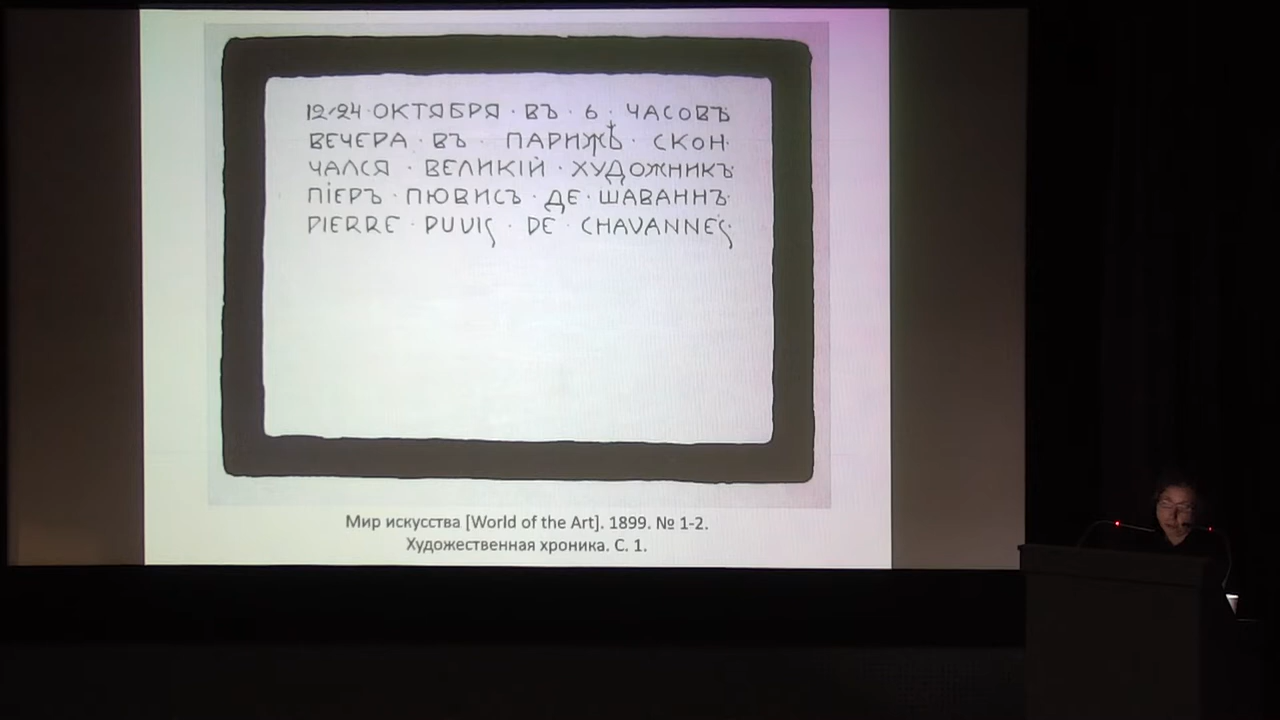 12-24·ОКТЯБРЯ · ВЪ · 6 · ЧАСОВЪ
ВЕЧЕРА · ВЪ · ПАРИЖѢ · СКОН·
ЧАЛСЯ · ВЕЛИКІЙ · ХУДОЖНИКЪ·
ПІЕРЪ · ПЮВИСЪ · ДЕ · ШАВАННЪ·
PIERRE · PUVIS · DE · CHAVANNES·
Мир искусства [World of the Art]. 1899. № 1-2.
Художественная хроника. С. 1.